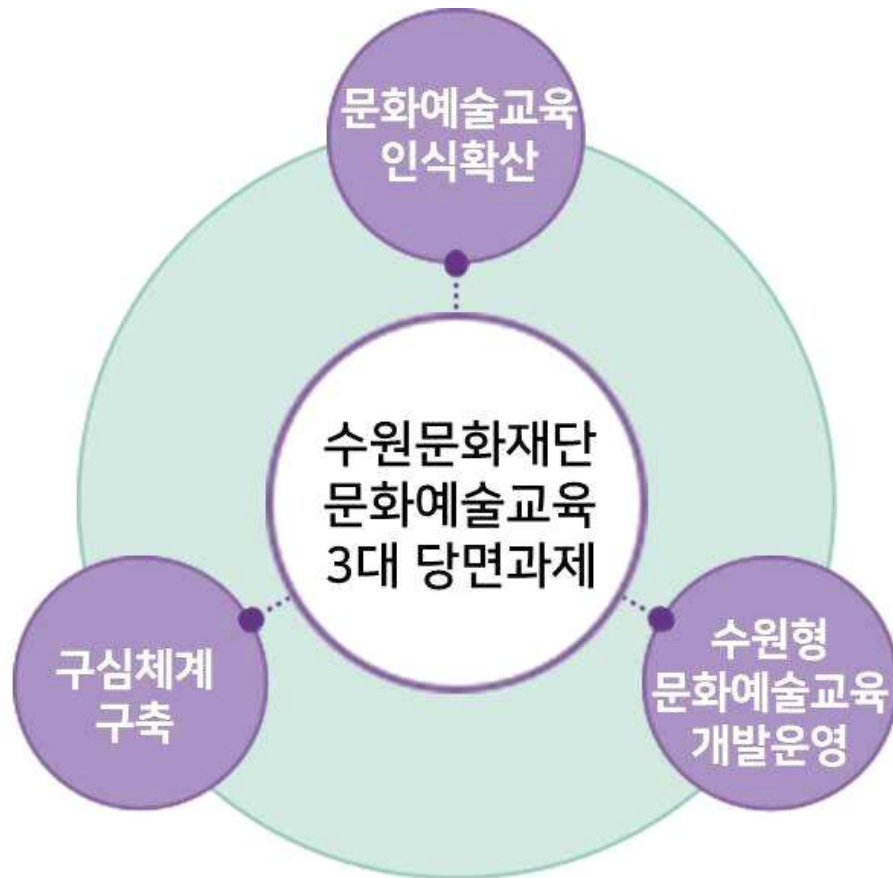 문화예술교육
인식확산
수원문화재단
문화예술교육
3대 당면과제
구심체계
구축
수원형
문화예술교육
개발운영